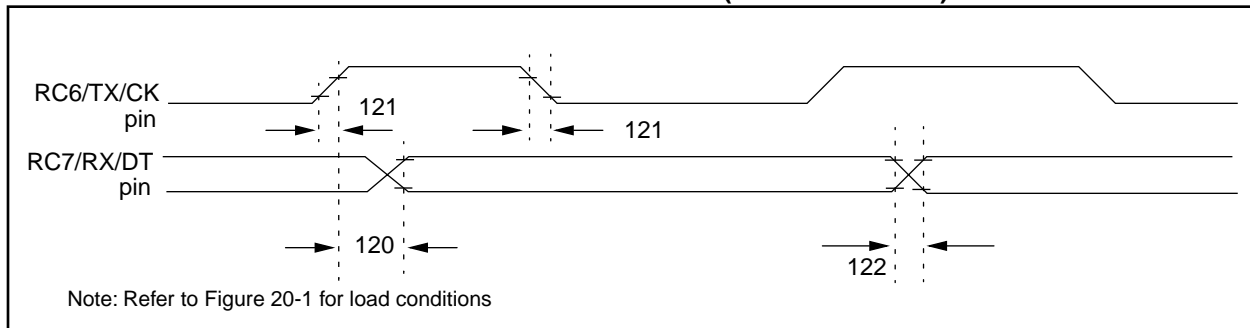 RC6/TX/CK
pin
121
121
RC7/RX/DT
pin
120
122
Note: Refer to Figure 20-1 for load conditions